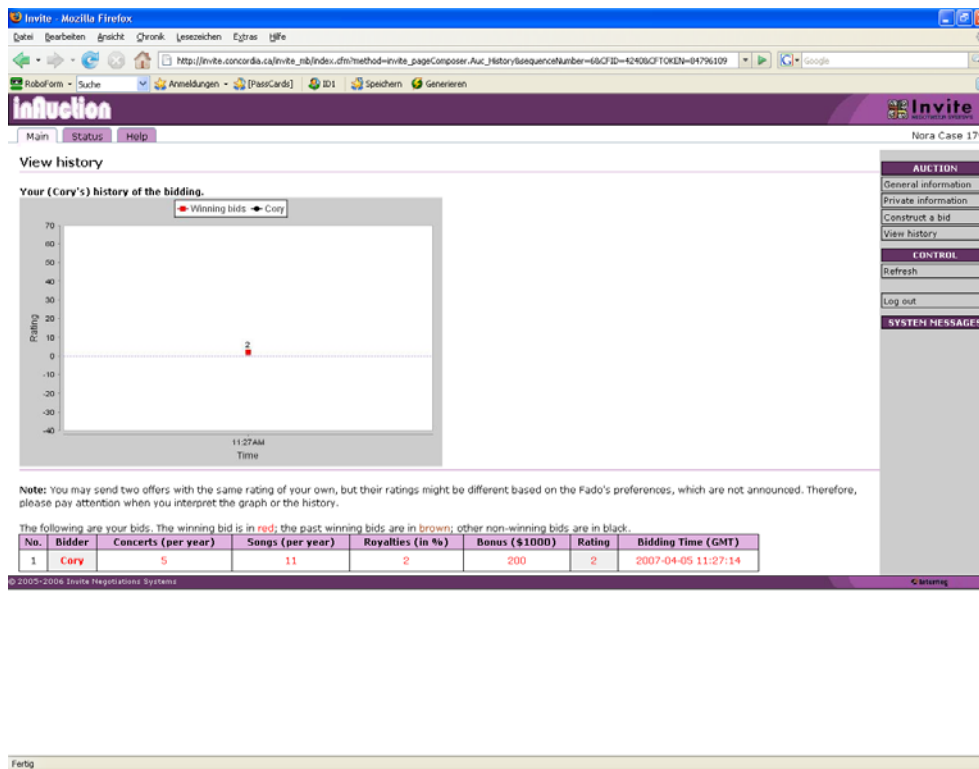 Invite - Mozilla Firefox
Datei Bearbeiten Ansicht Chronik Lesezeichen Extras Hilfe
http://invite.concordia.ca/invite_mb/index.cfm?method=invite_pageComposer.Auc_History&sequenceNumber=6&CFID=4240&CFTOKEN=84796109 Google
RoboForm Suche Anmeldungen [PassCards] ID1 Speichern Generieren
inAuction Invite
NEGOTIATION SYSTEMS
Main Status Help Nora Case 17
View history
AUCTION
General information
Private information
Construct a bid
View history
CONTROL
Refresh
Log out
SYSTEM MESSAGES
Your (Cory's) history of the bidding.
Winning bids Cory
70
60
50
40
30
20
10
0
-10
-20
-30
-40
Rating
2
11:27AM
Time
Note: You may send two offers with the same rating of your own, but their ratings might be different based on the Fado's preferences, which are not announced. Therefore,
please pay attention when you interpret the graph or the history.
The following are your bids. The winning bid is in red; the past winning bids are in brown; other non-winning bids are in black.
No. Bidder Concerts (per year) Songs (per year) Royalties (in %) Bonus ($1000) Rating Bidding Time (GMT)
1 Cory 5 11 2 200 2 2007-04-05 11:27:14
© 2005-2006 Invite Negotiations Systems
Fertig